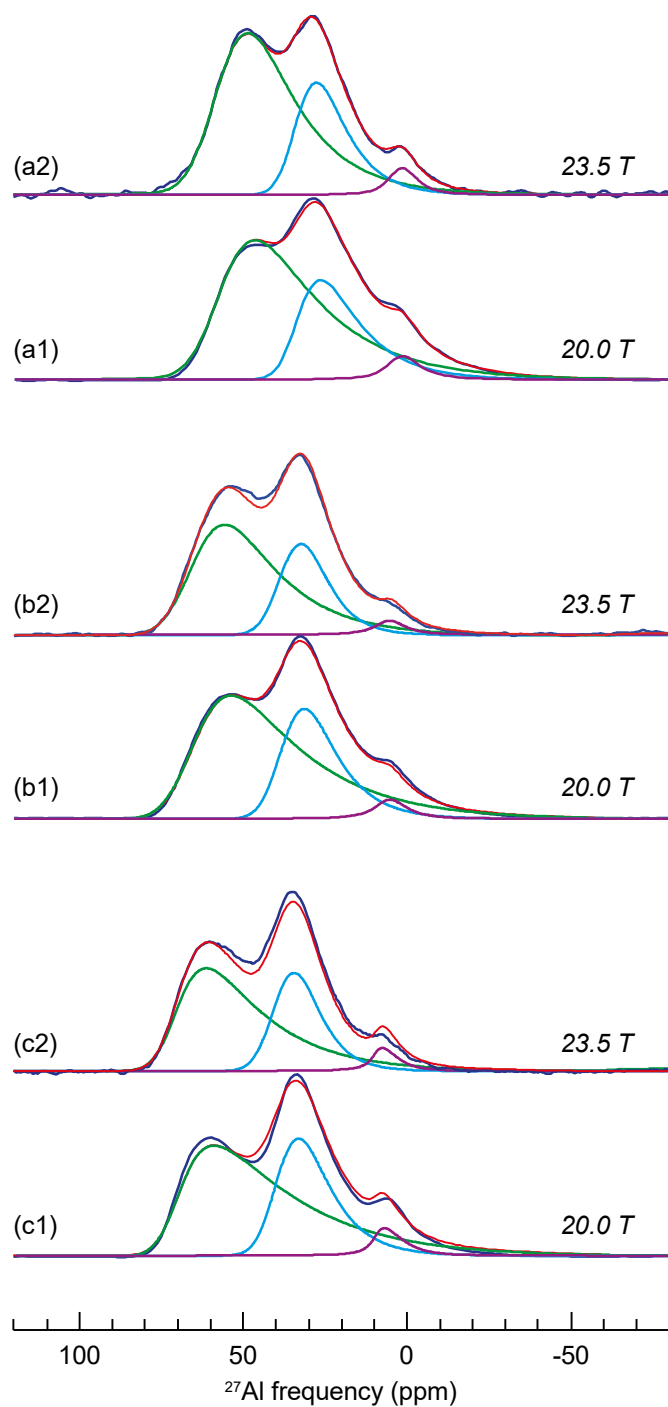 (a2) 23.5 T
(a1) 20.0 T
(b2) 23.5 T
(b1) 20.0 T
(c2) 23.5 T
(c1) 20.0 T
100 50 0 -50
²⁷Al frequency (ppm)